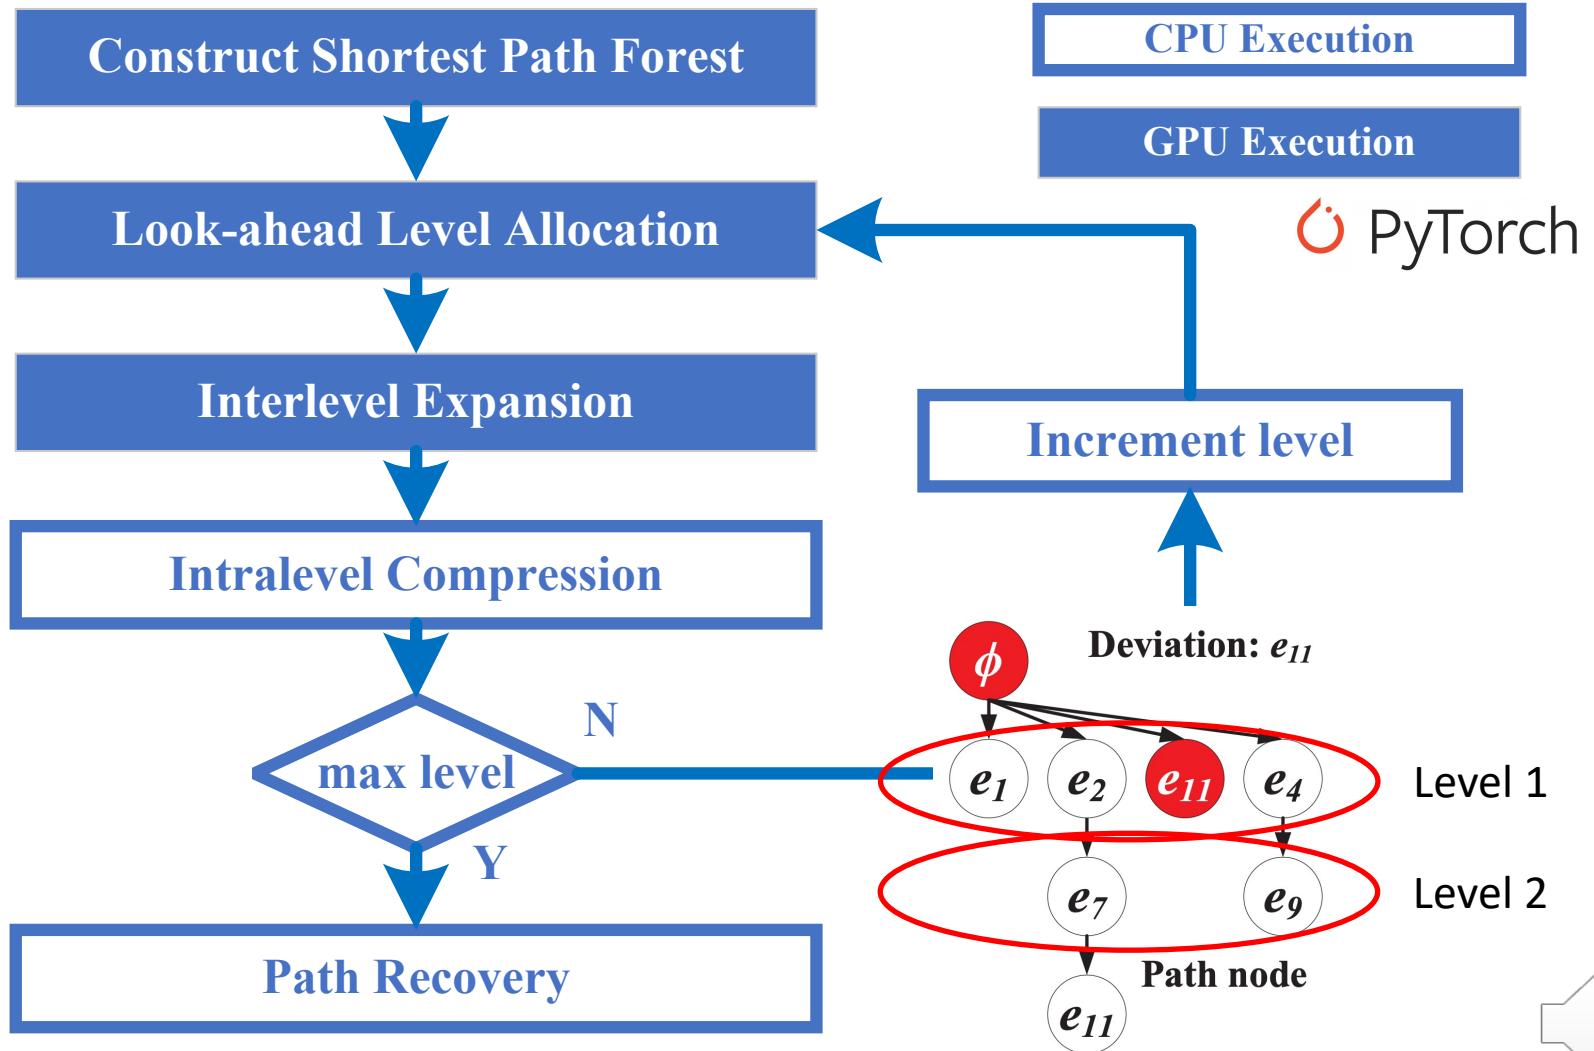 Construct Shortest Path Forest
CPU Execution
GPU Execution
Look-ahead Level Allocation
PyTorch
Interlevel Expansion
Increment level
Intralevel Compression
Deviation: e11
ϕ
N
max level
e1 e2 e11 e4
Level 1
Y
e7 e9
Level 2
Path Recovery
Path node
e11